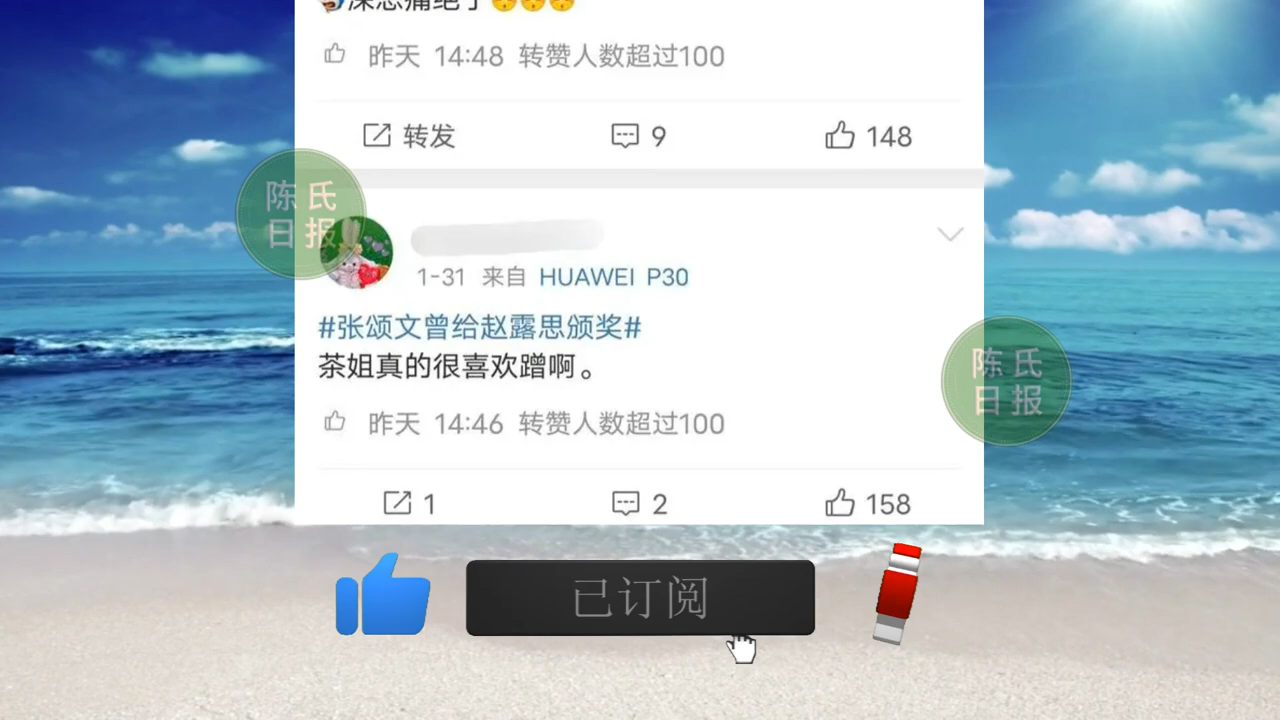 深恶痛绝了
昨天 14:48 转赞人数超过100
转发 9 148
陈氏
日报
1-31 来自 HUAWEI P30
#张颂文曾给赵露思颁奖#
茶姐真的很喜欢蹭啊。
陈氏
日报
昨天 14:46 转赞人数超过100
1 2 158
已订阅